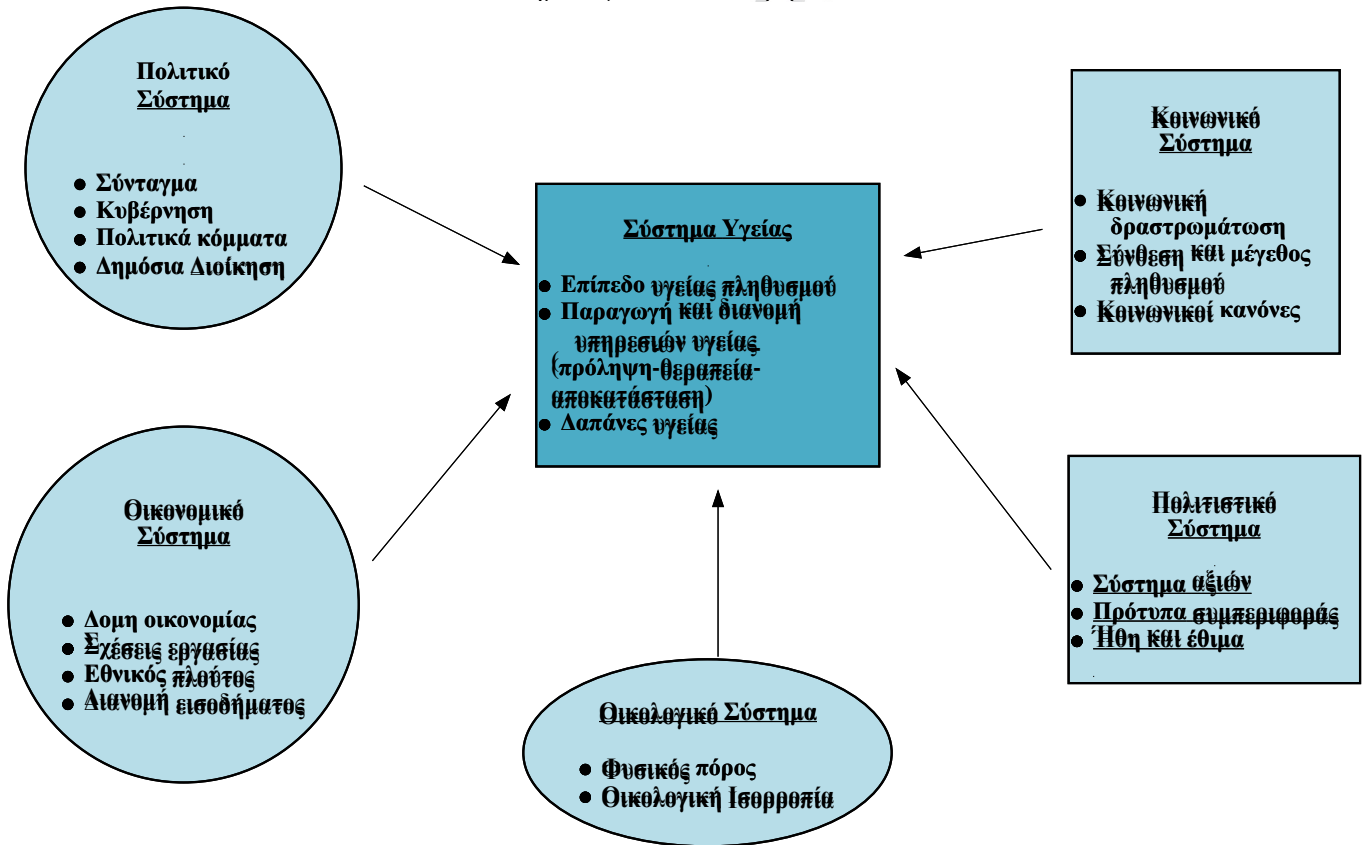 Πολιτικό
Σύστημα
● Σύνταγμα
● Κυβέρνηση
● Πολιτικά κόμματα
● Δημόσια Διοίκηση
Οικονομικό
Σύστημα
● Δομη οικονομίας
● Σχέσεις εργασίας
● Εθνικός πλούτος
● Διανομή εισοδήματος
Σύστημα Υγείας
● Επίπεδο υγείας πληθυσμού
● Παραγωγή και διανομή
υπηρεσιών υγείας
(πρόληψη-θεραπεία-
αποκατάσταση)
● Δαπάνες υγείας
Οικολογικό Σύστημα
● Φυσικός πόρος
● Οικολογική Ισορροπία
Κοινωνικό
Σύστημα
● Κοινωνική
δραστρωμάτωση
● Σύνθεση και μέγεθος
πληθυσμού
● Κοινωνικοί κανόνες
Πολιτιστικό
Σύστημα
● Σύστημα αξιών
● Πρότυπα συμπεριφοράς
● Ήθη και έθιμα